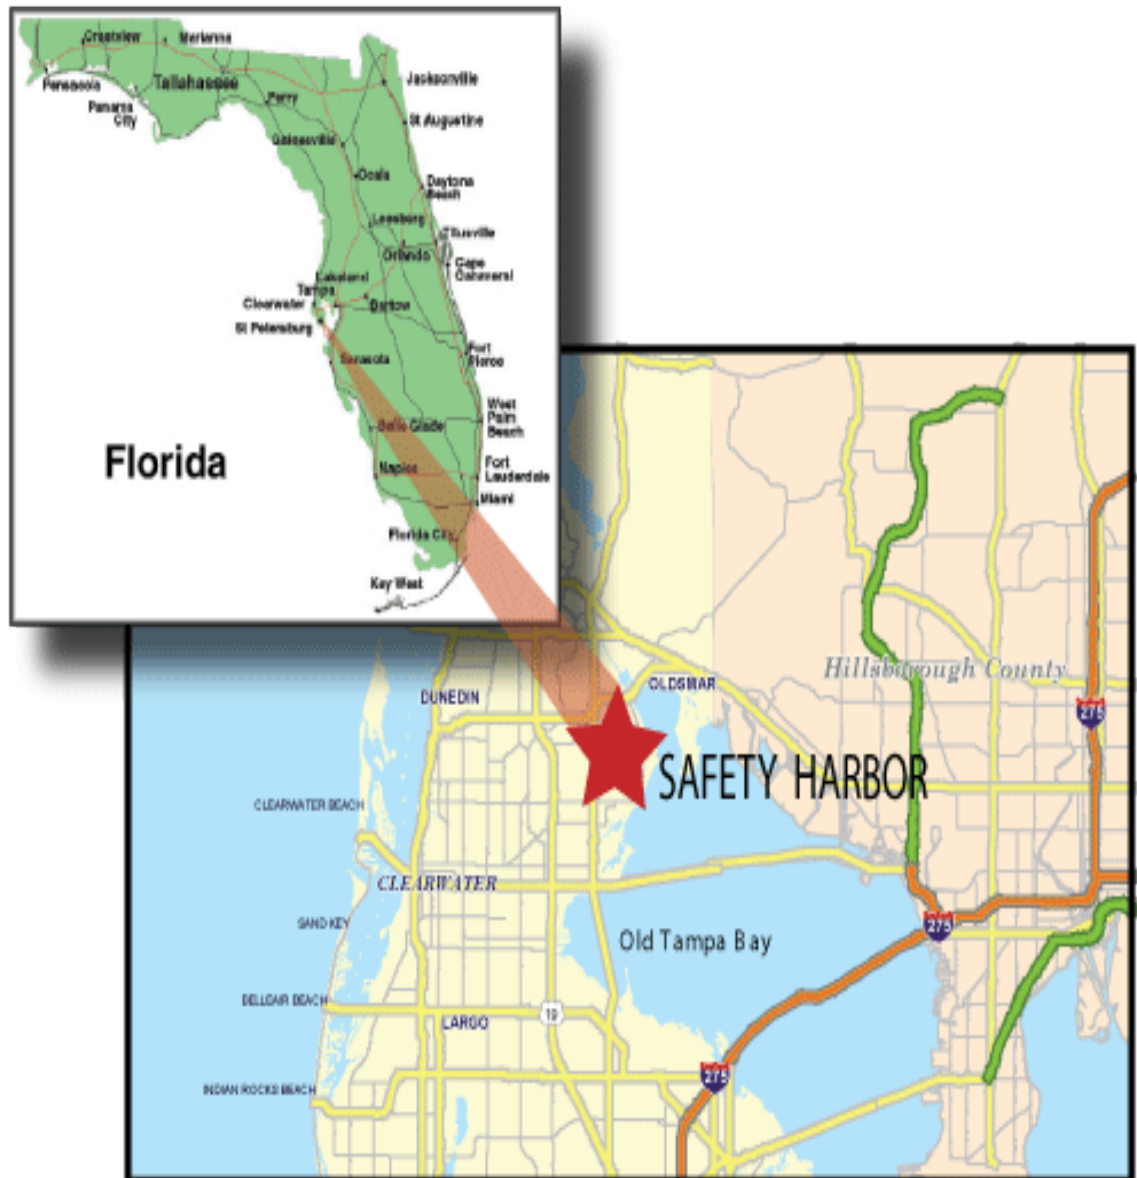 Crestview
Marianna
Pensacola
Tallahassee
Panama
City
Perry
Jacksonville
St Augustine
Gainesville
Ocala
Daytona
Beach
Leesburg
Titusville
Orlando
Cape
Canaveral
Lakeland
Tampa
Clearwater
Bartow
St Petersburg
Sarasota
Fort
Pierce
West
Palm
Beach
Belle Glade
Florida
Naples
Fort
Lauderdale
Miami
Florida City
Key West
Hillsborough County
OLDSMAR
DUNEDIN
275
SAFETY HARBOR
CLEARWATER BEACH
CLEARWATER
SAND KEY
275
Old Tampa Bay
BELLEAIR BEACH
19
LARGO
275
INDIAN ROCKS BEACH